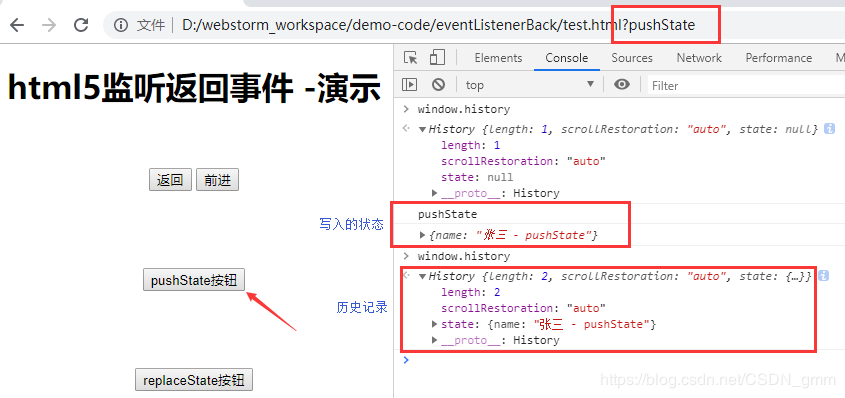 文件 | D:/webstorm_workspace/demo-code/eventListenerBack/test.html?pushState
Elements Console Sources Network Performance M
top Filter
html5监听返回事件 -演示
返回 前进
写入的状态
pushState按钮
历史记录
replaceState按钮
window.history
History {length: 1, scrollRestoration: "auto", state: null}
length: 1
scrollRestoration: "auto"
state: null
__proto__: History
pushState
{name: "张三 - pushState"}
window.history
History {length: 2, scrollRestoration: "auto", state: {…}}
length: 2
scrollRestoration: "auto"
state: {name: "张三 - pushState"}
__proto__: History
https://blog.csdn.net/CSDN_gmm